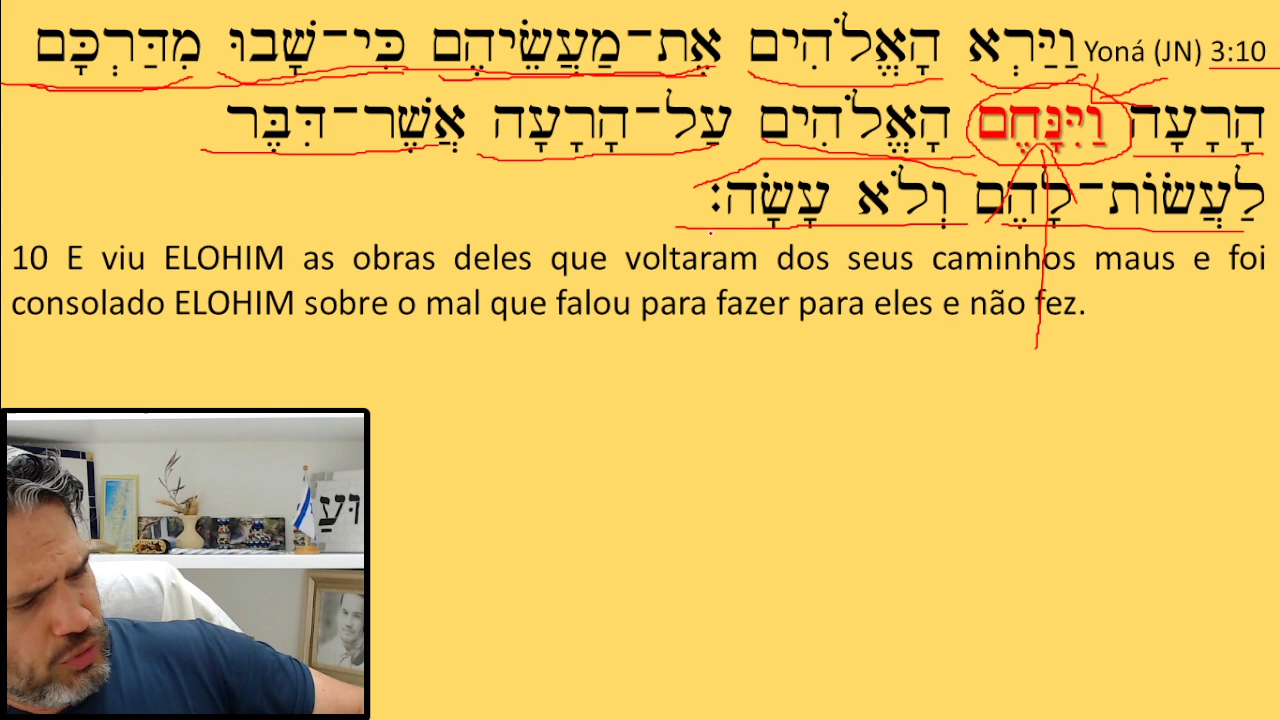 Yoná (JN) 3:10 וַיַּרְא הָאֱלֹהִים אֶת־מַעֲשֵׂיהֶם כִּי־שָׁבוּ מִדַּרְכָּם
הָרָעָה וַיִּנָּחֶם הָאֱלֹהִים עַל־הָרָעָה אֲשֶׁר־דִּבֶּר
לַעֲשׂוֹת־לָהֶם וְלֹא עָשָׂה׃
10 E viu ELOHIM as obras deles que voltaram dos seus caminhos maus e foi
consolado ELOHIM sobre o mal que falou para fazer para eles e não fez.